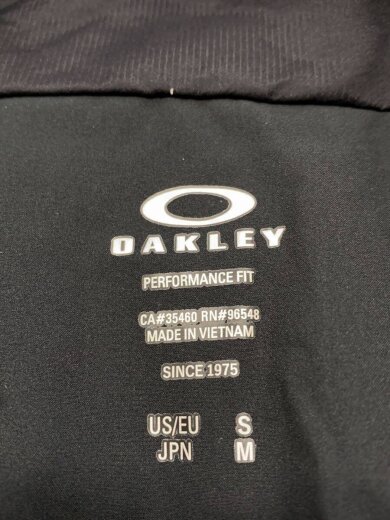 OAKLEY
PERFORMANCE FIT
CA#35460 RN#96548
MADE IN VIETNAM
SINCE 1975
US/EU S
JPN M